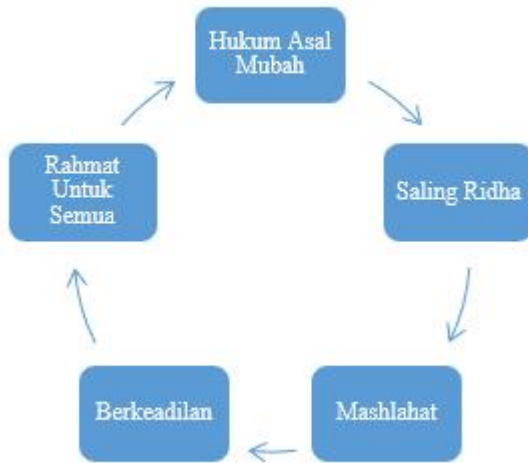 Hukum Asal
Mubah
Saling Ridha
Mashlahat
Berkeadilan
Rahmat
Untuk
Semua